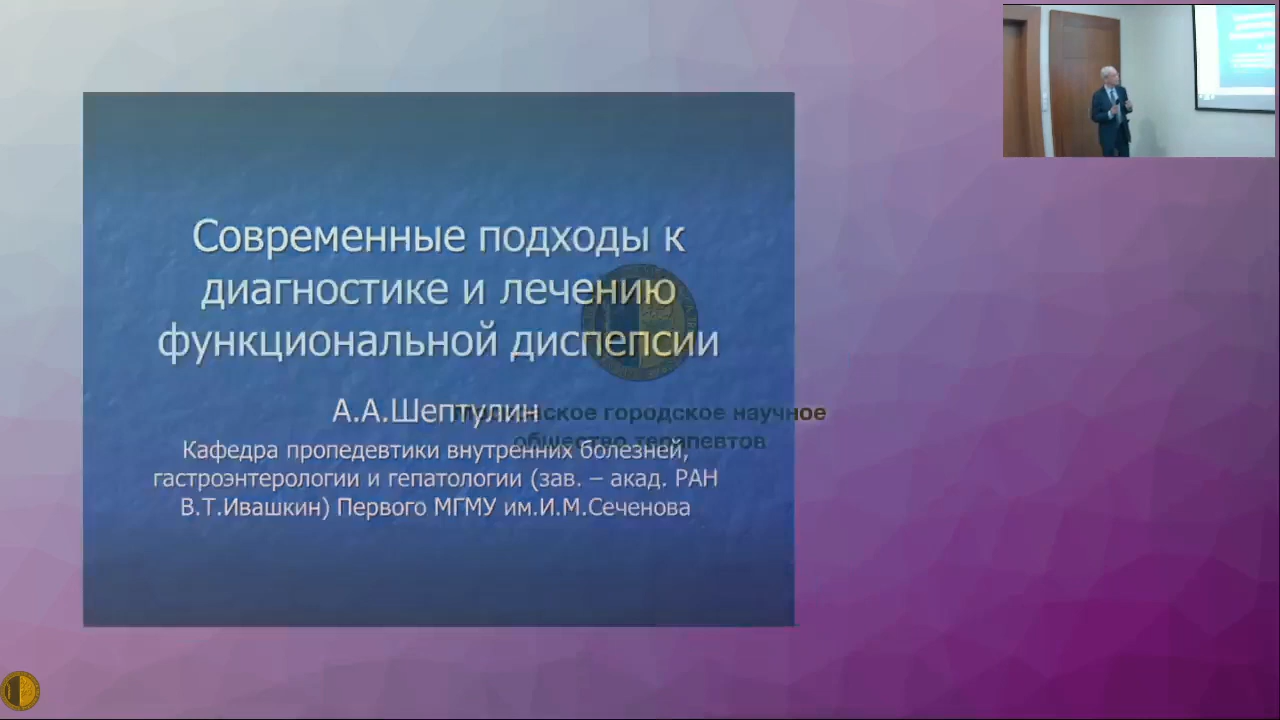 Современные подходы к
диагностике и лечению
функциональной диспепсии
А.А.Шептулин
Московское городское научное
общество терапевтов
Кафедра пропедевтики внутренних болезней,
гастроэнтерологии и гепатологии (зав. – акад. РАН
В.Т.Ивашкин) Первого МГМУ им.И.М.Сеченова